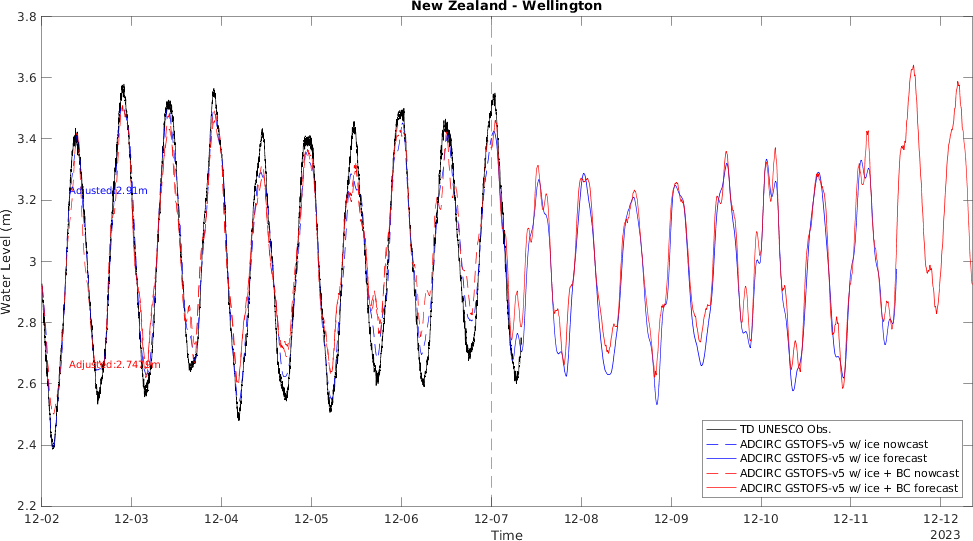 New Zealand - Wellington
Water Level (m)
3.8
3.6
3.4
3.2
3
2.8
2.6
2.4
2.2
Adjusted:2.91m
TD UNESCO Obs.
ADCIRC GSTOFS-v5 w/ ice nowcast
ADCIRC GSTOFS-v5 w/ ice forecast
ADCIRC GSTOFS-v5 w/ ice + BC nowcast
ADCIRC GSTOFS-v5 w/ ice + BC forecast
12-02 12-03 12-04 12-05 12-06 12-07 12-08 12-09 12-10 12-11 12-12
Time
2023